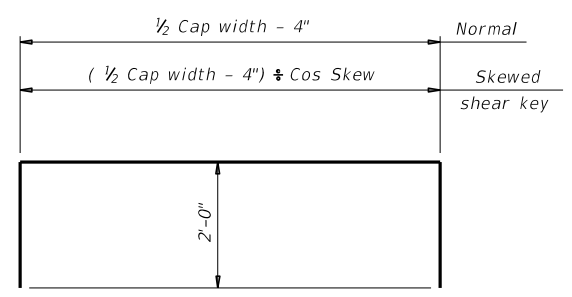 ½ Cap width - 4"
Normal
( ½ Cap width - 4") ÷ Cos Skew
Skewed
shear key
2'-0"